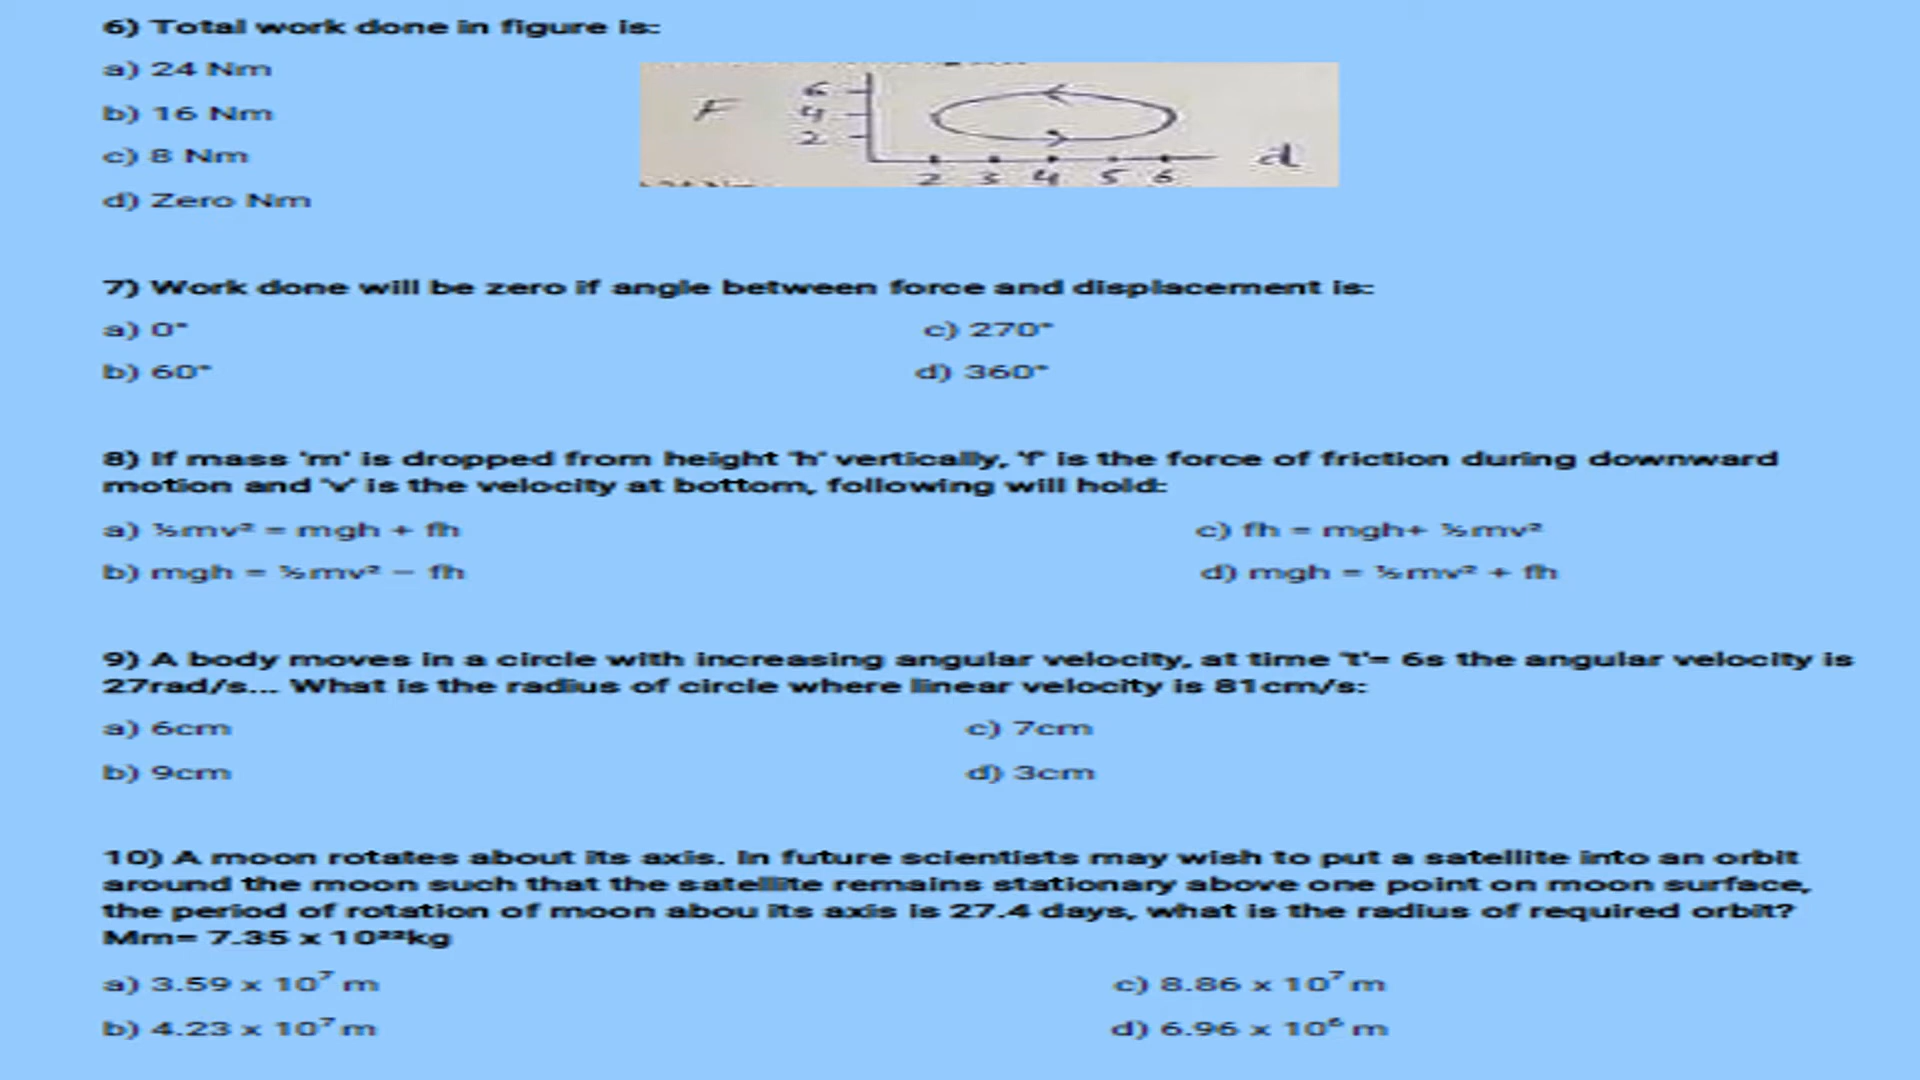 6) Total work done in figure is:
a) 24 Nm
b) 16 Nm
c) 8 Nm
d) Zero Nm
F
6
4
2
2 3 4 5 6
d
7) Work done will be zero if angle between force and displacement is:
a) 0°
c) 270°
b) 60°
d) 360°
8) If mass 'm' is dropped from height 'h' vertically, 'f' is the force of friction during downward
motion and 'v' is the velocity at bottom, following will hold:
a) ½mv² = mgh + fh
c) fh = mgh+ ½mv²
b) mgh = ½mv² – fh
d) mgh = ½mv² + fh
9) A body moves in a circle with increasing angular velocity, at time 't'= 6s the angular velocity is
27rad/s... What is the radius of circle where linear velocity is 81cm/s:
a) 6cm
c) 7cm
b) 9cm
d) 3cm
10) A moon rotates about its axis. In future scientists may wish to put a satellite into an orbit
around the moon such that the satellite remains stationary above one point on moon surface,
the period of rotation of moon abou its axis is 27.4 days, what is the radius of required orbit?
Mm= 7.35 x 10²²kg
a) 3.59 x 10⁷ m
c) 8.86 x 10⁷ m
b) 4.23 x 10⁷ m
d) 6.96 x 10⁶ m